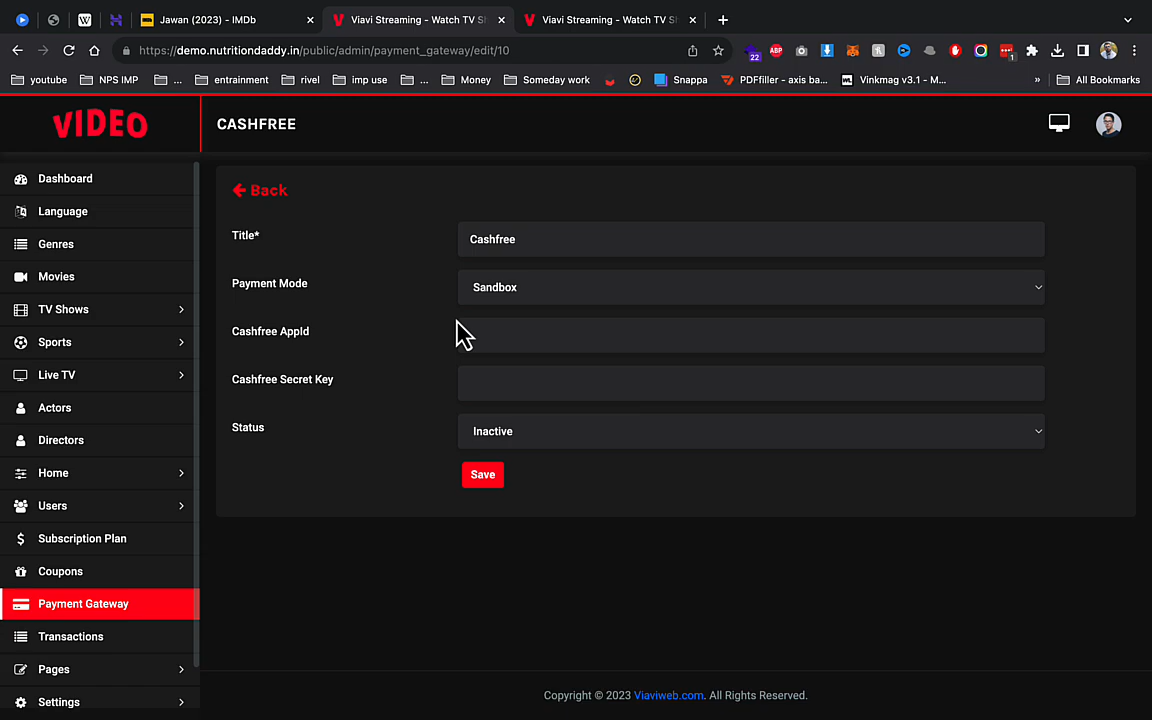 Jawan (2023) - IMDb
Viavi Streaming - Watch TV S
Viavi Streaming - Watch TV S
https://demo.nutritiondaddy.in/public/admin/payment_gateway/edit/10
22
ABP
1
youtube
NPS IMP
...
entrainment
rivel
imp use
...
Money
Someday work
Snappa
PDFfiller - axis ba...
Vinkmag v3.1 - M...
»
All Bookmarks
VIDEO
CASHFREE
Dashboard
Language
Genres
Movies
TV Shows
Sports
Live TV
Actors
Directors
Home
Users
Subscription Plan
Coupons
Payment Gateway
Transactions
Pages
Settings
Back
Title*
Cashfree
Payment Mode
Sandbox
Cashfree AppId
Cashfree Secret Key
Status
Inactive
Save
Copyright © 2023 Viaviweb.com. All Rights Reserved.